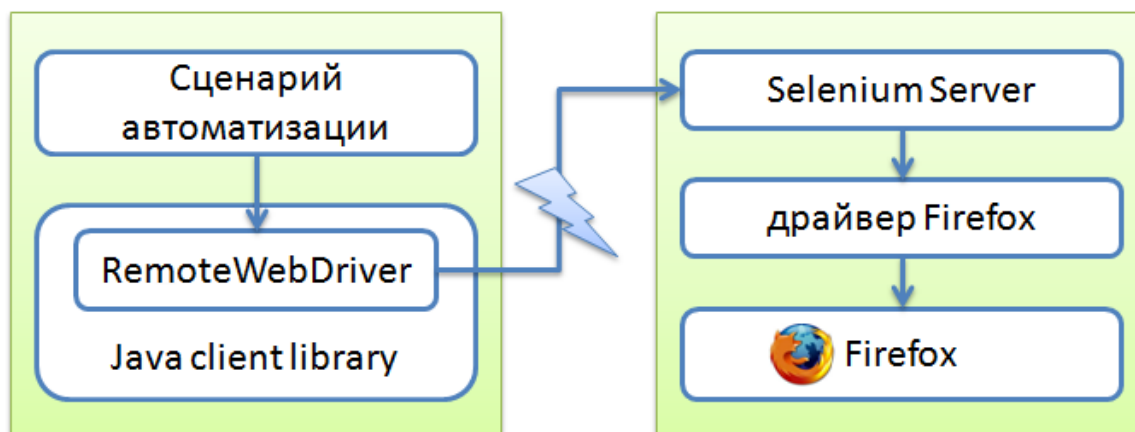 Сценарий
автоматизации
RemoteWebDriver
Java client library
Selenium Server
драйвер Firefox
Firefox